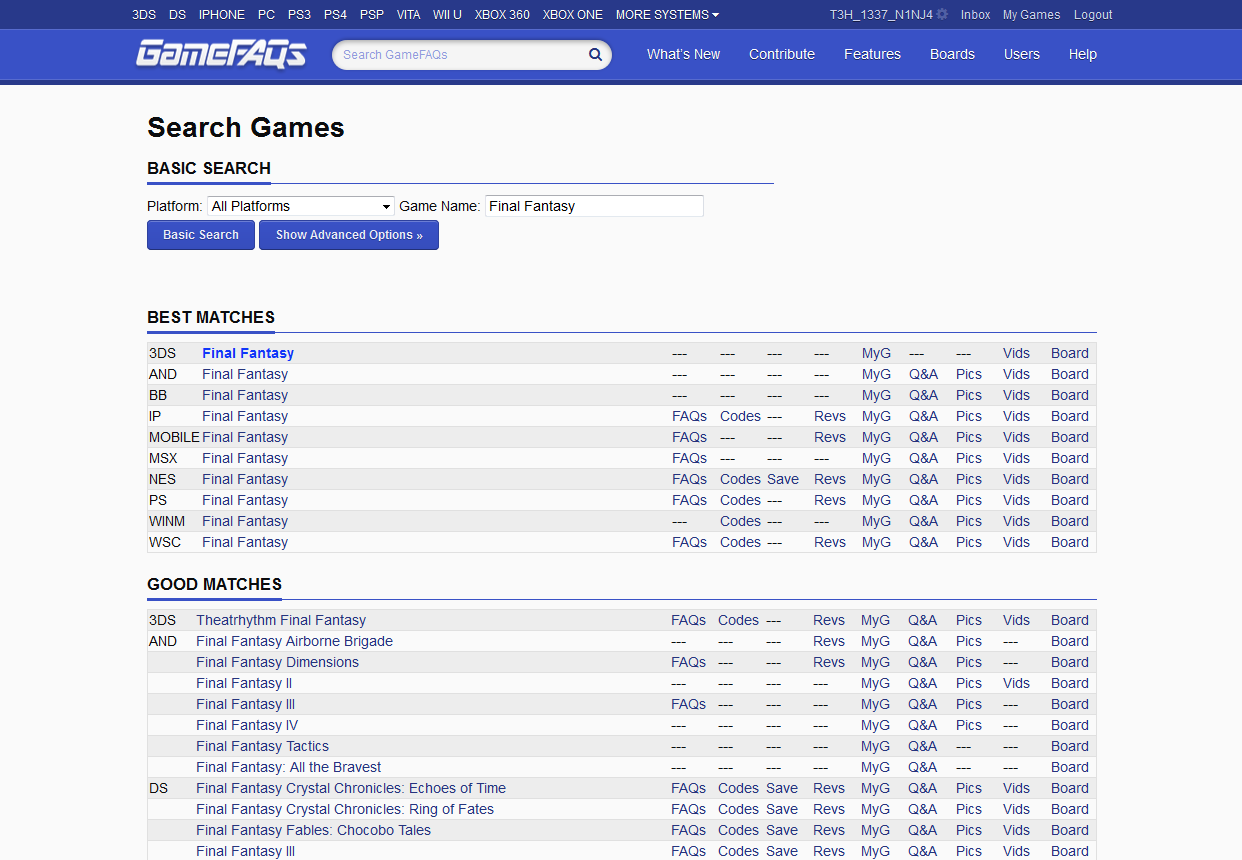 3DS DS IPHONE PC PS3 PS4 PSP VITA WII U XBOX 360 XBOX ONE MORE SYSTEMS T3H_1337_N1NJ4 Inbox My Games Logout
GameFAQs Search GameFAQs What's New Contribute Features Boards Users Help
Search Games
BASIC SEARCH
Platform: All Platforms Game Name: Final Fantasy
Basic Search Show Advanced Options »
BEST MATCHES
3DS Final Fantasy --- --- --- --- MyG --- --- Vids Board
AND Final Fantasy --- --- --- --- MyG Q&A Pics Vids Board
BB Final Fantasy --- --- --- --- MyG Q&A Pics Vids Board
IP Final Fantasy FAQs Codes --- Revs MyG Q&A Pics Vids Board
MOBILE Final Fantasy FAQs --- --- Revs MyG Q&A Pics Vids Board
MSX Final Fantasy FAQs --- --- --- MyG Q&A Pics Vids Board
NES Final Fantasy FAQs Codes Save Revs MyG Q&A Pics Vids Board
PS Final Fantasy FAQs Codes --- Revs MyG Q&A Pics Vids Board
WINM Final Fantasy --- Codes --- --- MyG Q&A Pics Vids Board
WSC Final Fantasy FAQs Codes --- Revs MyG Q&A Pics Vids Board
GOOD MATCHES
3DS Theatrhythm Final Fantasy FAQs Codes --- Revs MyG Q&A Pics Vids Board
AND Final Fantasy Airborne Brigade --- --- --- Revs MyG Q&A Pics --- Board
Final Fantasy Dimensions FAQs --- --- Revs MyG Q&A Pics --- Board
Final Fantasy II --- --- --- --- MyG Q&A Pics Vids Board
Final Fantasy III FAQs --- --- --- MyG Q&A Pics --- Board
Final Fantasy IV --- --- --- --- MyG Q&A Pics --- Board
Final Fantasy Tactics --- --- --- --- MyG Q&A --- --- Board
Final Fantasy: All the Bravest --- --- --- --- MyG Q&A --- --- Board
DS Final Fantasy Crystal Chronicles: Echoes of Time FAQs Codes Save Revs MyG Q&A Pics Vids Board
Final Fantasy Crystal Chronicles: Ring of Fates FAQs Codes Save Revs MyG Q&A Pics Vids Board
Final Fantasy Fables: Chocobo Tales FAQs Codes Save Revs MyG Q&A Pics Vids Board
Final Fantasy III FAQs Codes Save Revs MyG Q&A Pics Vids Board